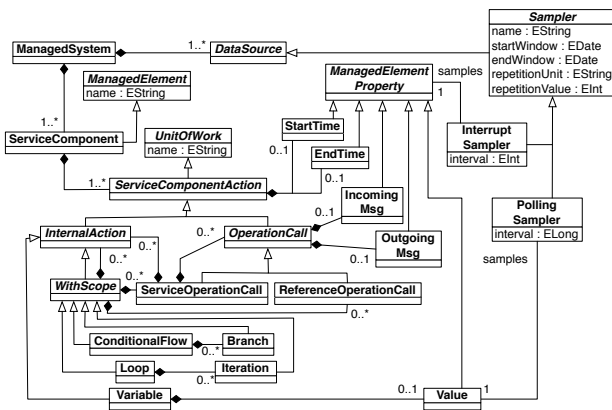 Sampler
name : EString
startWindow : EDate
endWindow : EDate
repetitionUnit : EString
repetitionValue : EInt
ManagedSystem
1..*
DataSource
1..*
ManagedElement
name : EString
ManagedElement
Property
samples
1
ServiceComponent
UnitOfWork
name : EString
StartTime
0..1
EndTime
0..1
Interrupt
Sampler
interval : EInt
1..*
ServiceComponentAction
Incoming
Msg
0..1
Polling
Sampler
interval : ELong
samples
InternalAction
0..*
0..*
OperationCall
0..1
Outgoing
Msg
0..*
WithScope
0..*
ServiceOperationCall
ReferenceOperationCall
0..*
ConditionalFlow
0..*
Branch
Loop
0..*
Iteration
Variable
0..1
Value
1